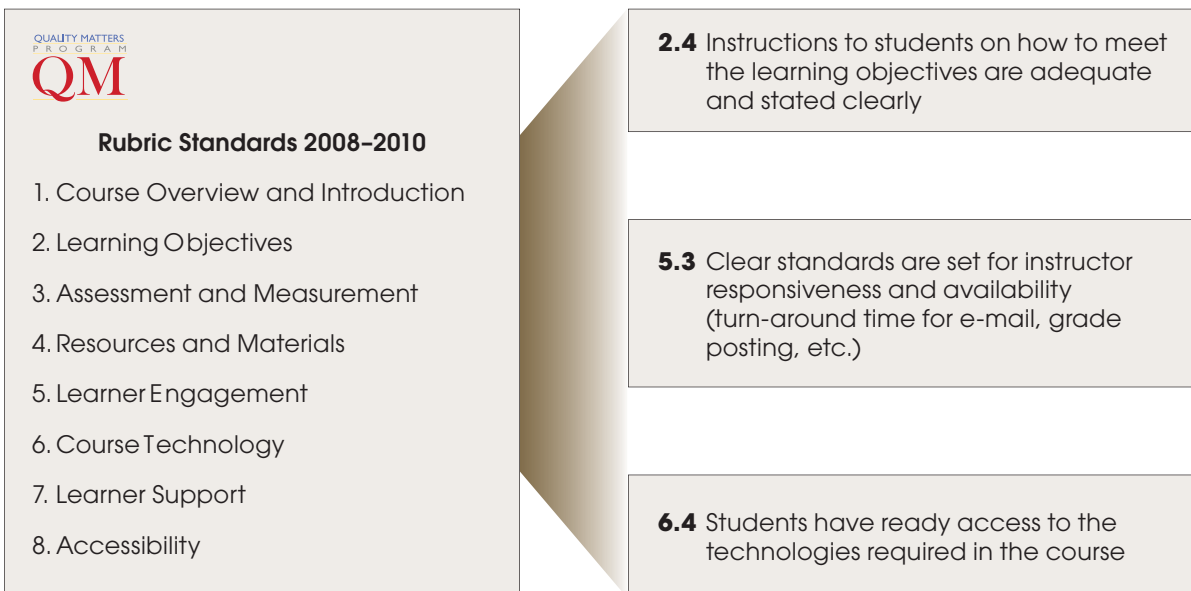 QUALITY MATTERS
PROGRAM
QM
Rubric Standards 2008–2010
1. Course Overview and Introduction
2. Learning Objectives
3. Assessment and Measurement
4. Resources and Materials
5. Learner Engagement
6. Course Technology
7. Learner Support
8. Accessibility
2.4 Instructions to students on how to meet
the learning objectives are adequate
and stated clearly
5.3 Clear standards are set for instructor
responsiveness and availability
(turn-around time for e-mail, grade
posting, etc.)
6.4 Students have ready access to the
technologies required in the course